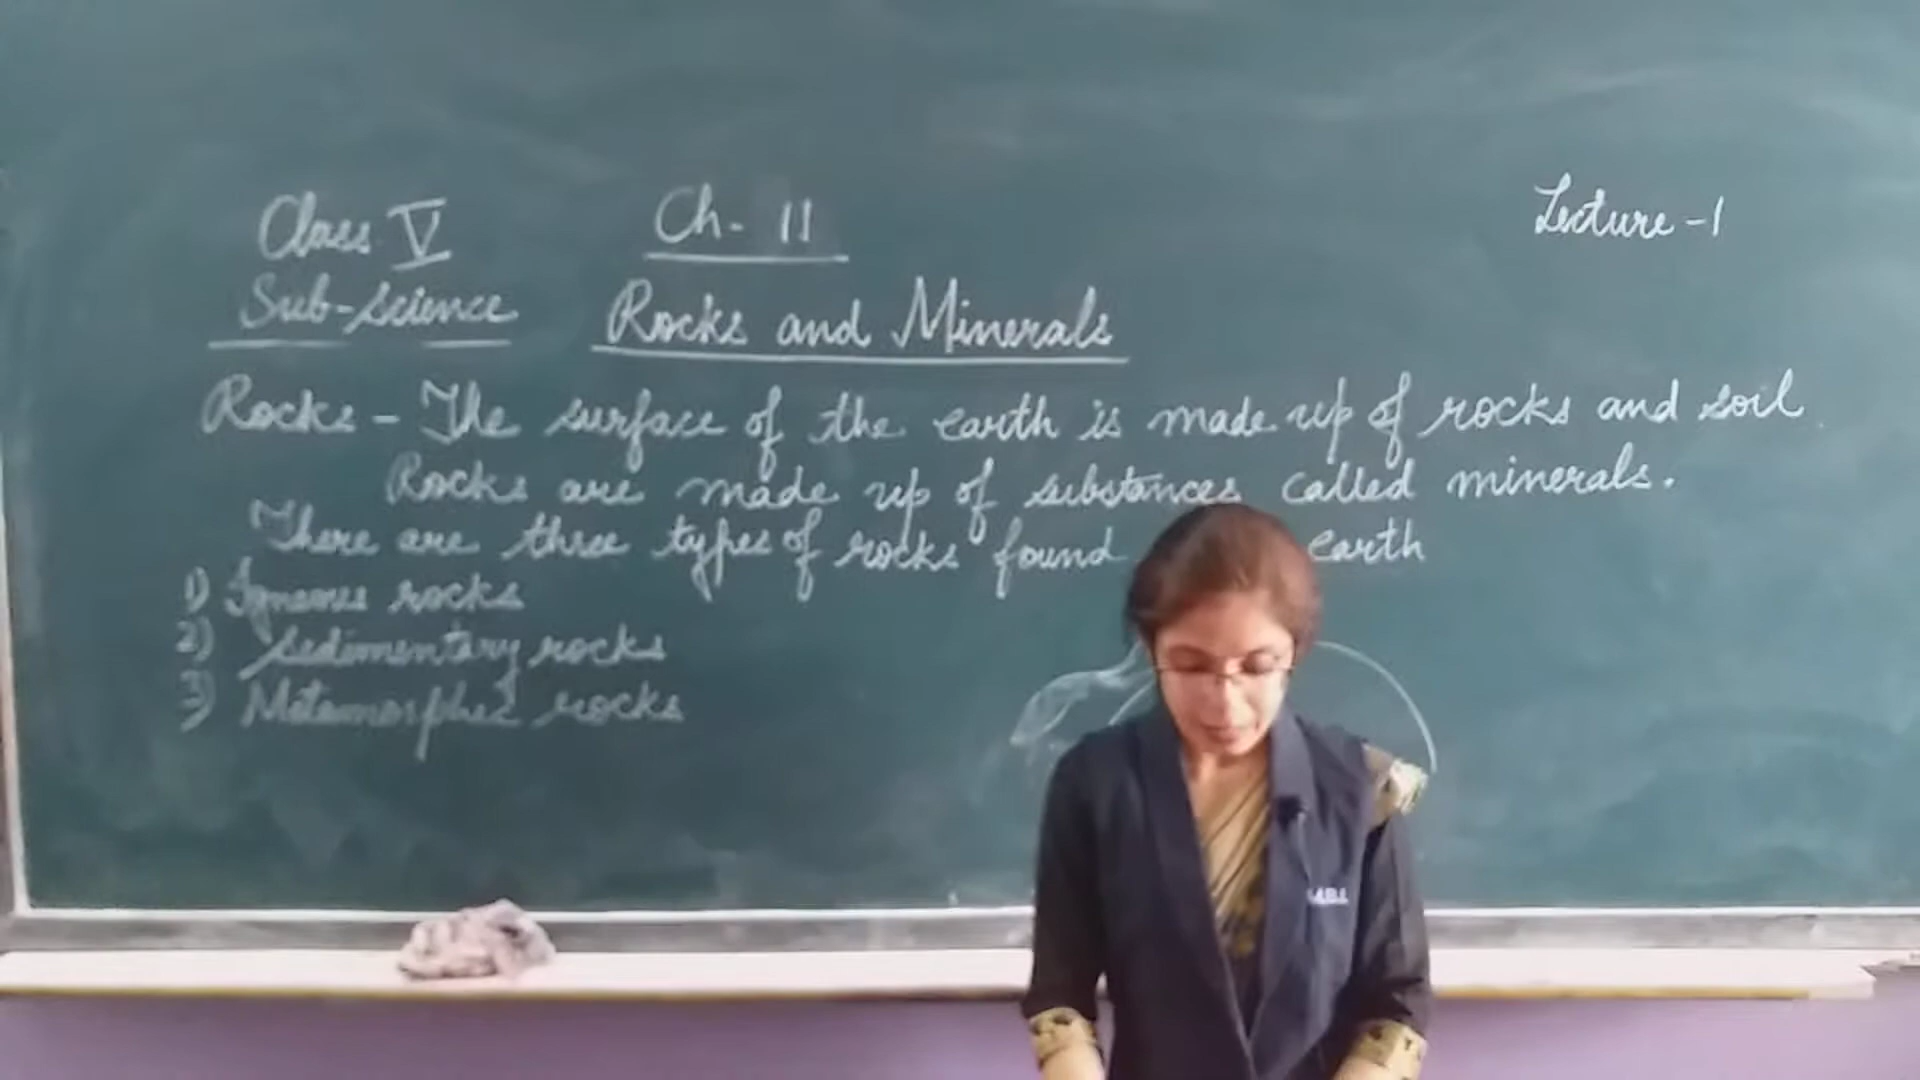 Class V
Ch- 11
Lecture -1
Sub-science
Rocks and Minerals
Rocks - The surface of the earth is made up of rocks and soil.
Rocks are made up of substances called minerals.
There are three types of rocks found earth
1) Igneous rocks
2) Sedimentary rocks
3) Metamorphic rocks